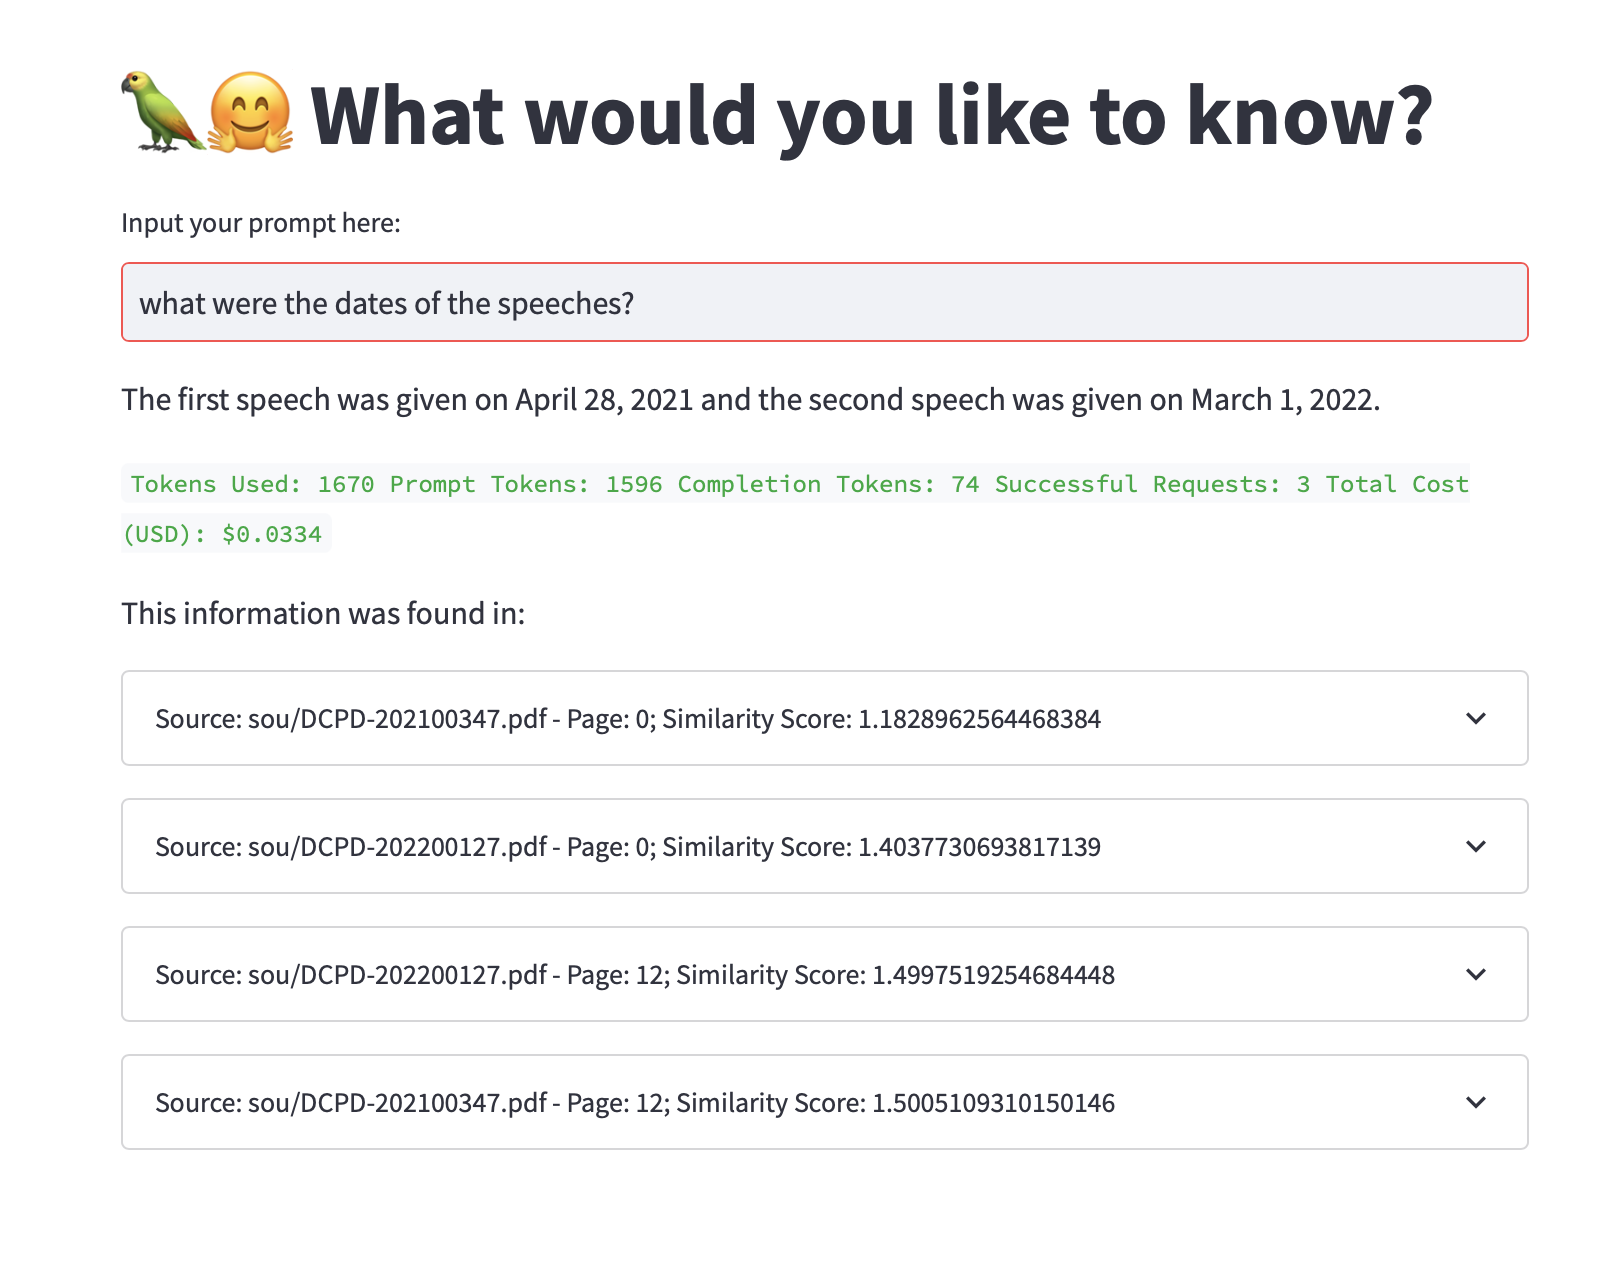 What would you like to know?
Input your prompt here:
what were the dates of the speeches?
The first speech was given on April 28, 2021 and the second speech was given on March 1, 2022.
Tokens Used: 1670 Prompt Tokens: 1596 Completion Tokens: 74 Successful Requests: 3 Total Cost
(USD): $0.0334
This information was found in:
Source: sou/DCPD-202100347.pdf - Page: 0; Similarity Score: 1.1828962564468384
Source: sou/DCPD-202200127.pdf - Page: 0; Similarity Score: 1.4037730693817139
Source: sou/DCPD-202200127.pdf - Page: 12; Similarity Score: 1.4997519254684448
Source: sou/DCPD-202100347.pdf - Page: 12; Similarity Score: 1.5005109310150146